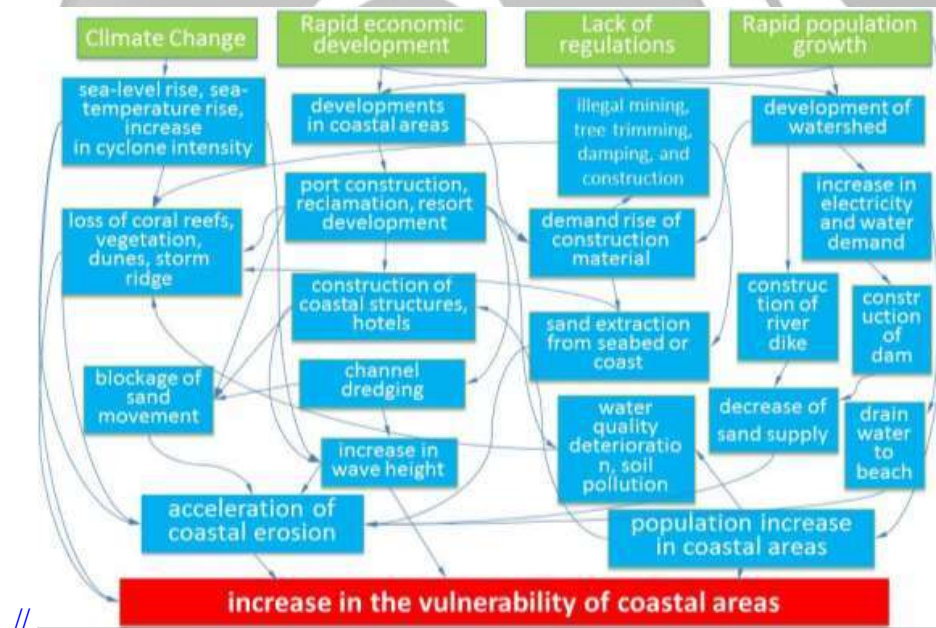 Climate Change
Rapid economic
development
Lack of
regulations
Rapid population
growth
sea-level rise, sea-
temperature rise,
increase
in cyclone intensity
developments
in coastal areas
illegal mining,
tree trimming,
damping, and
construction
development of
watershed
loss of coral reefs,
vegetation,
dunes, storm
ridge
port construction,
reclamation, resort
development
demand rise of
construction
material
increase in
electricity
and water
demand
construction of
coastal structures,
hotels
sand extraction
from seabed or
coast
construc
tion of
river
dike
constr
uction
of
dam
blockage of
sand
movement
channel
dredging
water
quality
deterioratio
n, soil
pollution
decrease of
sand supply
drain
water
to
beach
increase in
wave height
acceleration of
coastal erosion
population increase
in coastal areas
increase in the vulnerability of coastal areas
//